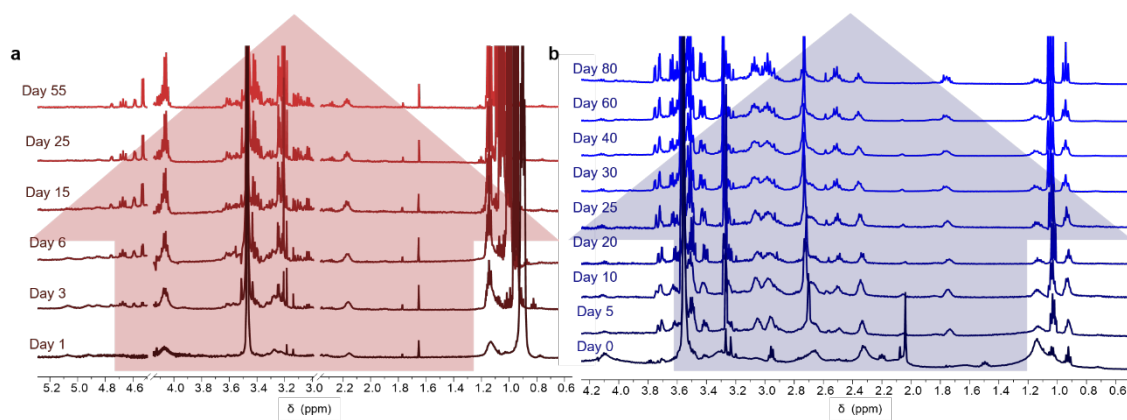 a
Day 55
Day 25
Day 15
Day 6
Day 3
Day 1
5.2 4.8 4.4 4.0 3.8 3.6 3.4 3.2 3.0 2.4 2.2 2.0 1.8 1.6 1.4 1.2 1.0 0.8 0.6
δ (ppm)
b
Day 80
Day 60
Day 40
Day 30
Day 25
Day 20
Day 10
Day 5
Day 0
4.2 4.0 3.8 3.6 3.4 3.2 3.0 2.8 2.6 2.4 2.2 2.0 1.8 1.6 1.4 1.2 1.0 0.8 0.6
δ (ppm)